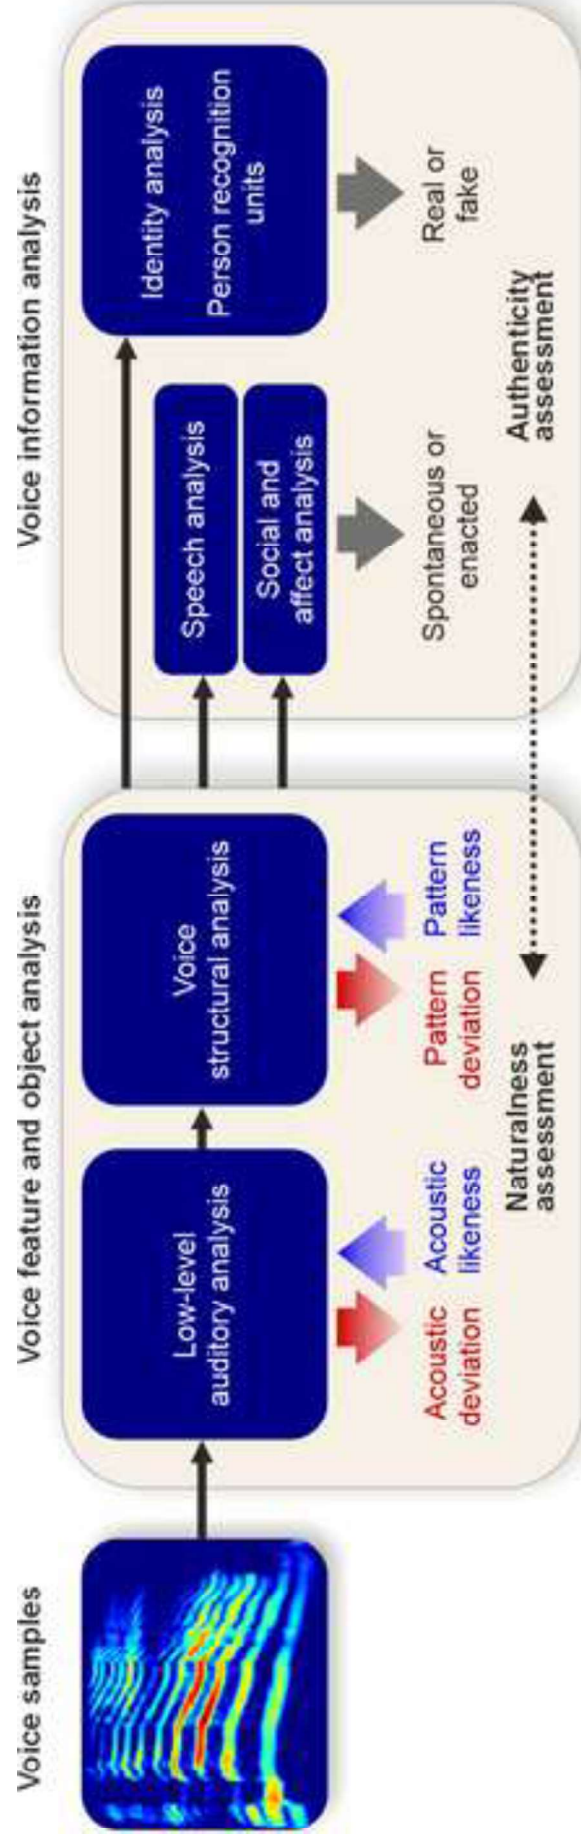 Voice samples
Voice feature and object analysis
Low-level
auditory analysis
Voice
structural analysis
Acoustic
deviation
Acoustic
likeness
Pattern
deviation
Pattern
likeness
Naturalness
assessment
Voice information analysis
Speech analysis
Social and
affect analysis
Identity analysis
Person recognition
units
Spontaneous or
enacted
Real or
fake
Authenticity
assessment